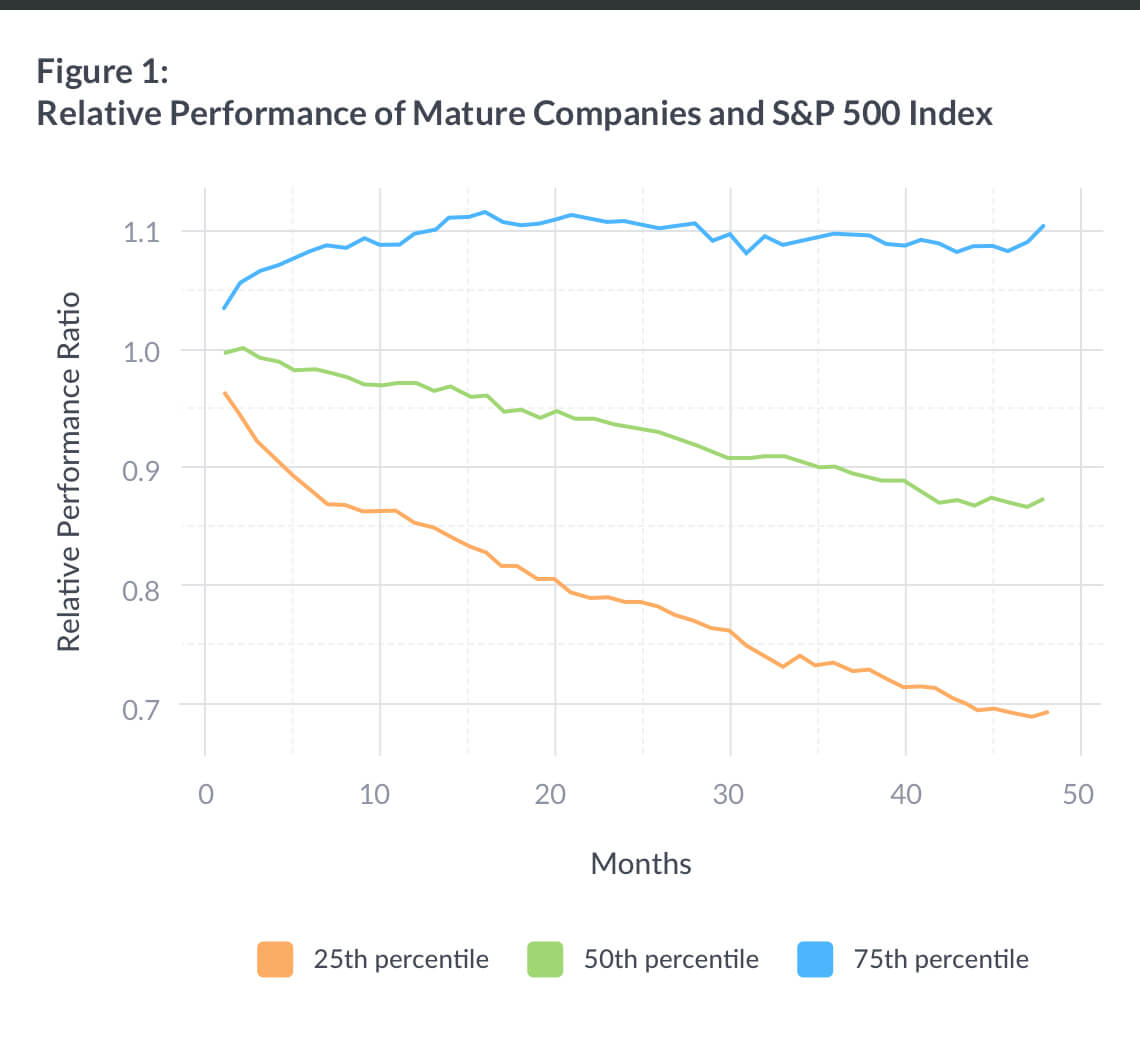 Figure 1:
Relative Performance of Mature Companies and S&P 500 Index
Relative Performance Ratio
1.1
1.0
0.9
0.8
0.7
0 10 20 30 40 50
Months
25th percentile 50th percentile 75th percentile